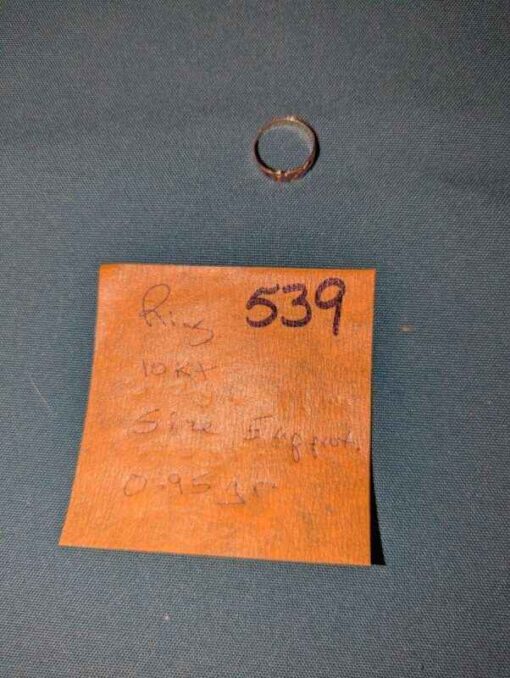 Ring 539
10 Kt
Size
0.95 gr